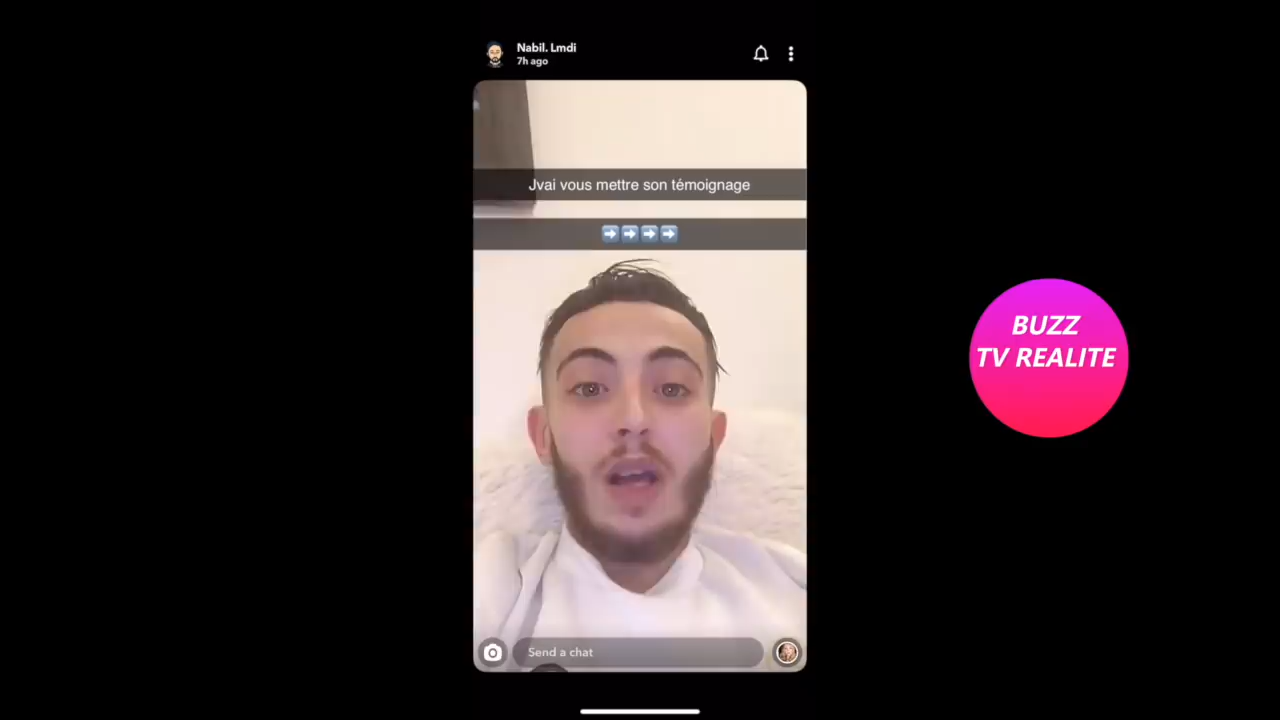 Nabil. Lmdi
7h ago
Jvai vous mettre son témoignage
➡️➡️➡️➡️
BUZZ
TV REALITE
Send a chat